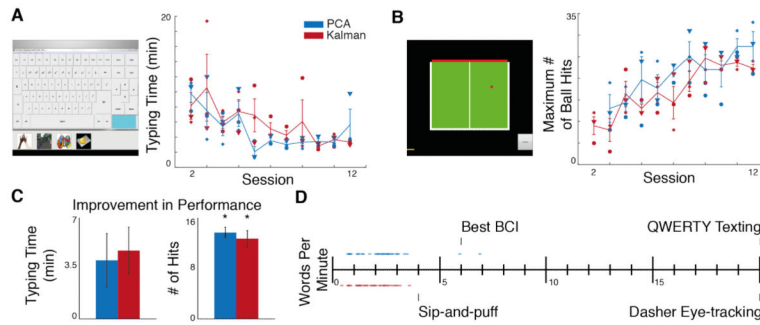 A
PCA
Kalman
20
Typing Time (min)
0
2
12
Session
B
35
Maximum #
of Ball Hits
0
2
12
Session
C
Improvement in Performance
7
Typing Time
(min)
3.5
0
16
# of Hits
8
0
* *
D
Best BCI
QWERTY Texting
Words Per
Minute
0
5
10
15
Sip-and-puff
Dasher Eye-tracking